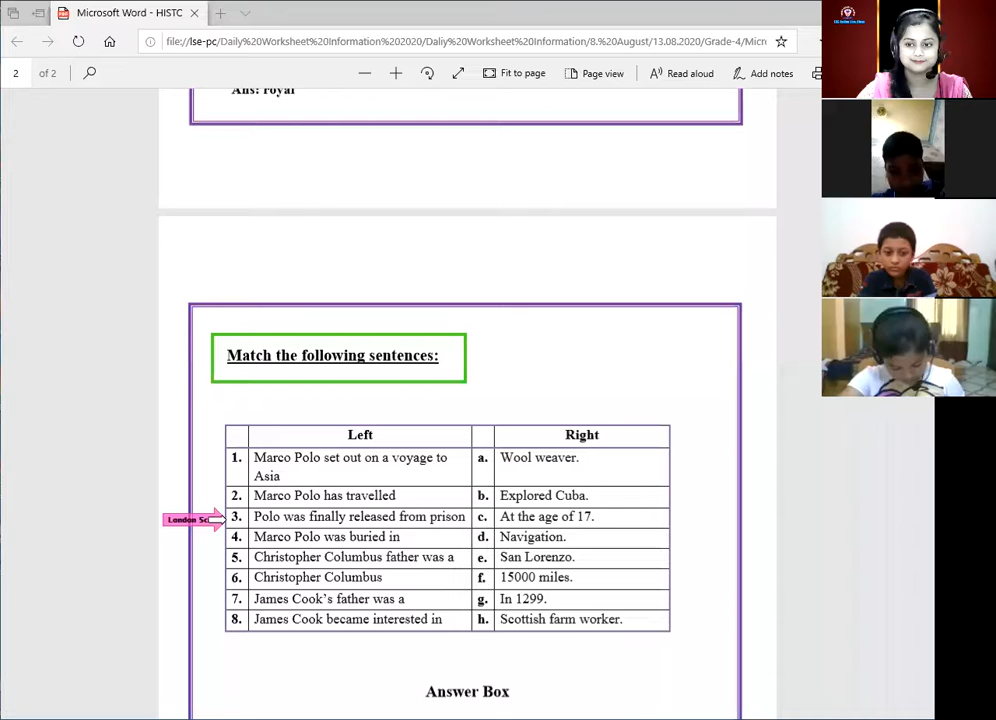 Microsoft Word - HISTC
file://lse-pc/Daily%20Worksheet%20Information%202020/Daliy%20Worksheet%20Information/8.%20August/13.08.2020/Grade-4/Micro
2 of 2 Fit to page Page view Read aloud Add notes
Ans: royal
Match the following sentences:
Left Right
1. Marco Polo set out on a voyage to Asia a. Wool weaver.
2. Marco Polo has travelled b. Explored Cuba.
3. Polo was finally released from prison c. At the age of 17.
4. Marco Polo was buried in d. Navigation.
5. Christopher Columbus father was a e. San Lorenzo.
6. Christopher Columbus f. 15000 miles.
7. James Cook's father was a g. In 1299.
8. James Cook became interested in h. Scottish farm worker.
London Sc
Answer Box